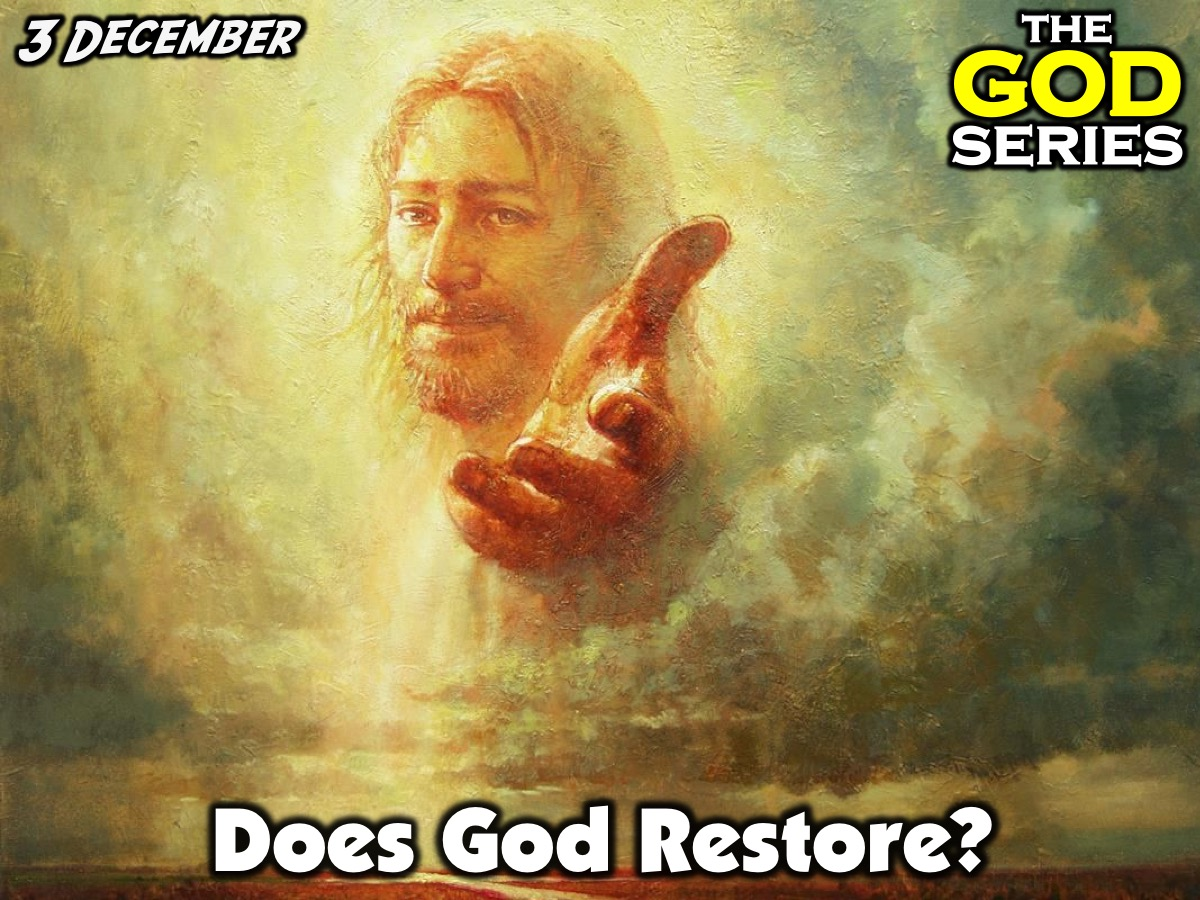 3 December
THE
GOD
SERIES
Does God Restore?